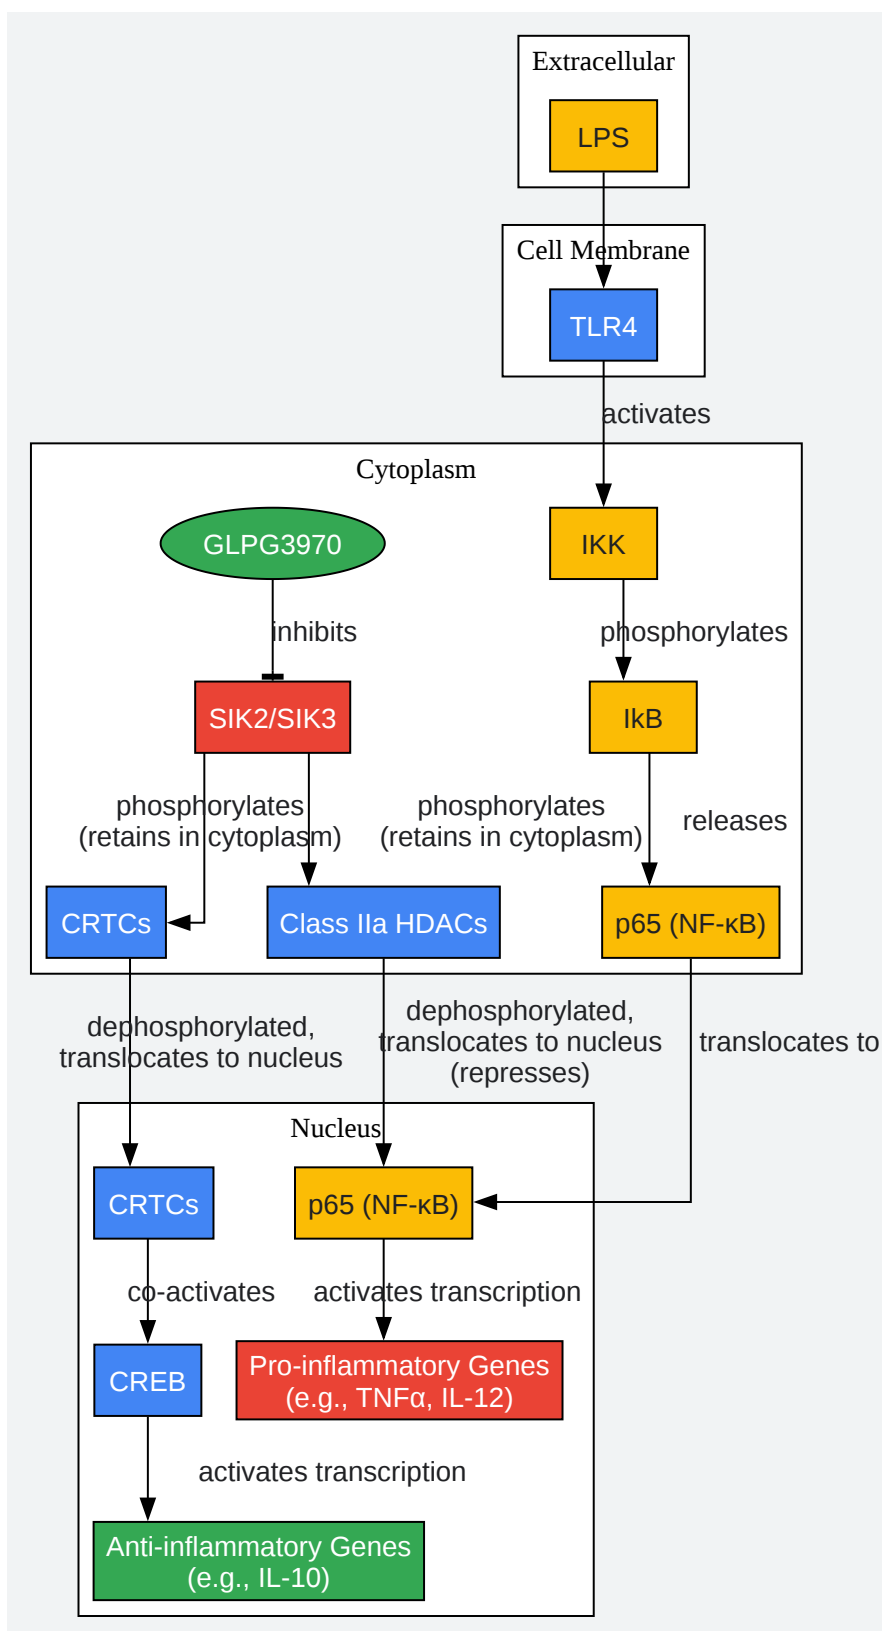 Extracellular
LPS
Cell Membrane
TLR4
activates
Cytoplasm
GLPG3970
IKK
inhibits
phosphorylates
SIK2/SIK3
IkB
phosphorylates
(retains in cytoplasm)
phosphorylates
(retains in cytoplasm)
releases
CRTCs
Class IIa HDACs
p65 (NF-κB)
dephosphorylated,
translocates to nucleus
dephosphorylated,
translocates to nucleus
(represses)
translocates to
Nucleus
CRTCs
p65 (NF-κB)
co-activates
activates transcription
CREB
Pro-inflammatory Genes
(e.g., TNFα, IL-12)
activates transcription
Anti-inflammatory Genes
(e.g., IL-10)